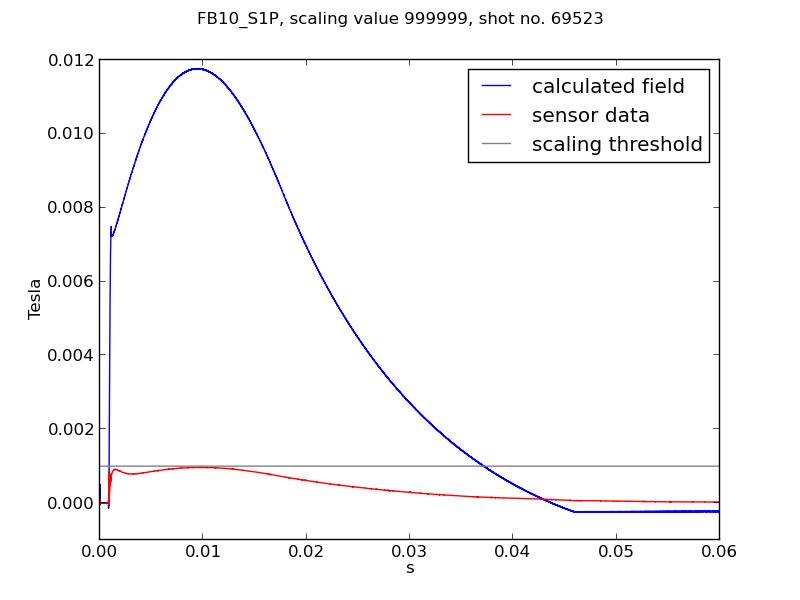 FB10_S1P, scaling value 999999, shot no. 69523
calculated field
sensor data
scaling threshold
Tesla
0.012
0.010
0.008
0.006
0.004
0.002
0.000
0.00 0.01 0.02 0.03 0.04 0.05 0.06
s